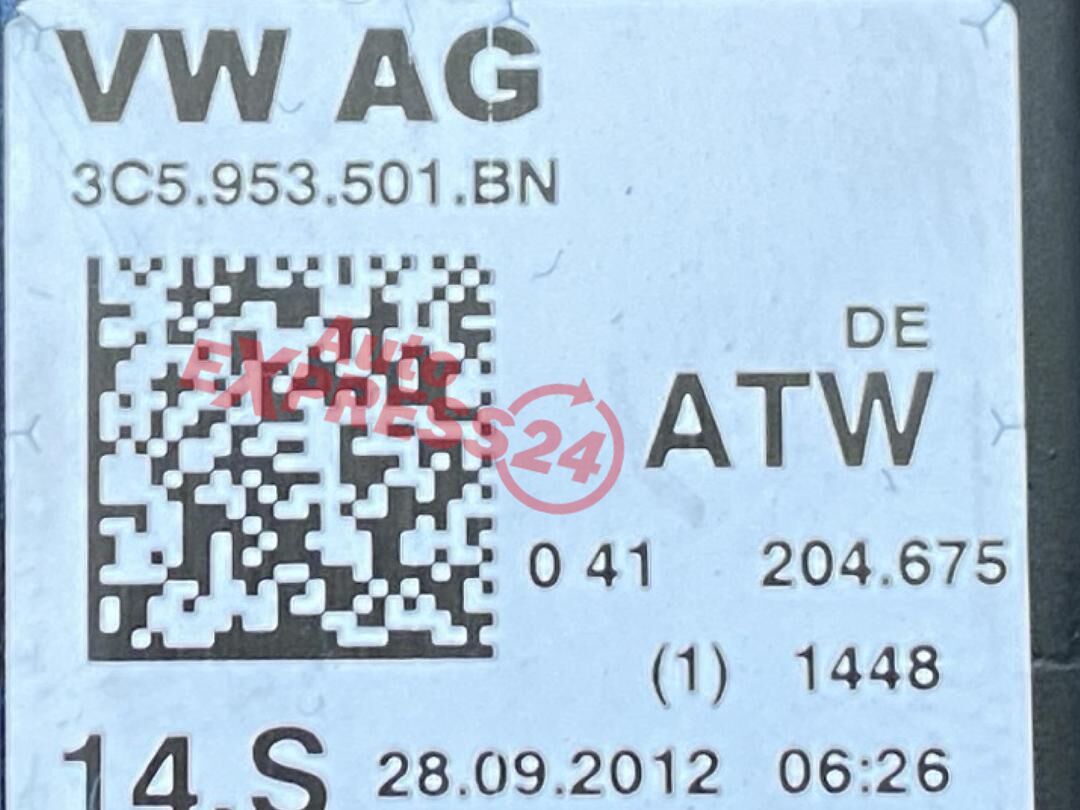 VW AG
3C5.953.501.BN
Auto
EXPRESS24
DE
ATW
0 41 204.675
(1) 1448
14.S 28.09.2012 06:26